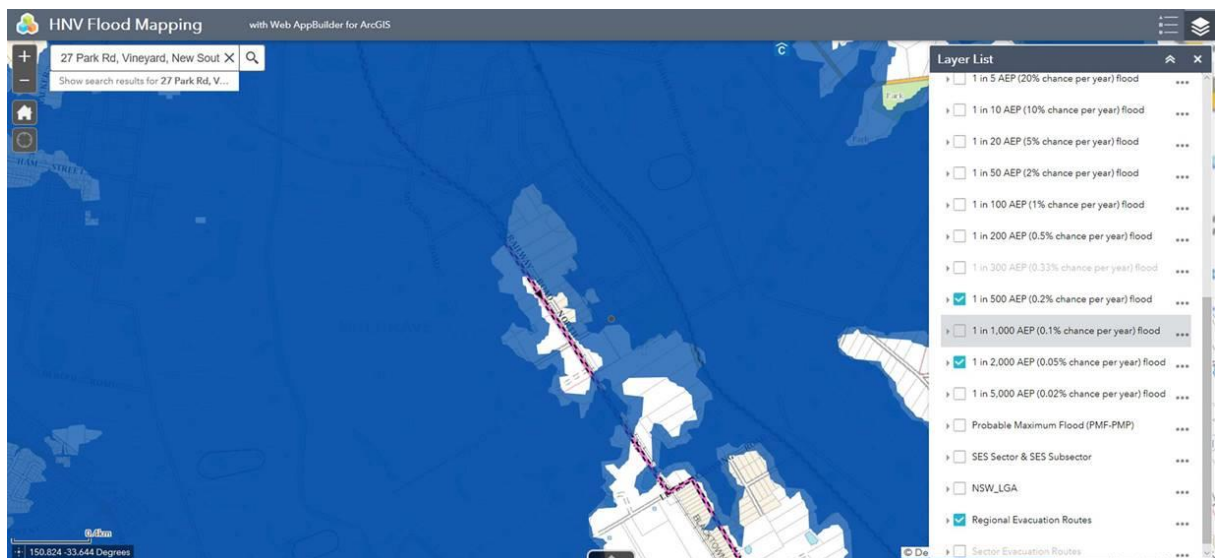 HNV Flood Mapping
with Web AppBuilder for ArcGIS
27 Park Rd, Vineyard, New Sout
Show search results for 27 Park Rd, V...
Layer List
1 in 5 AEP (20% chance per year) flood
1 in 10 AEP (10% chance per year) flood
1 in 20 AEP (5% chance per year) flood
1 in 50 AEP (2% chance per year) flood
1 in 100 AEP (1% chance per year) flood
1 in 200 AEP (0.5% chance per year) flood
1 in 300 AEP (0.33% chance per year) flood
1 in 500 AEP (0.2% chance per year) flood
1 in 1,000 AEP (0.1% chance per year) flood
1 in 2,000 AEP (0.05% chance per year) flood
1 in 5,000 AEP (0.02% chance per year) flood
Probable Maximum Flood (PMF-PMP)
SES Sector & SES Subsector
NSW_LGA
Regional Evacuation Routes
Sector Evacuation Routes
Park
Park
HAM STREET
RAILWAY
0.4km
150.824 -33.644 Degrees
© De